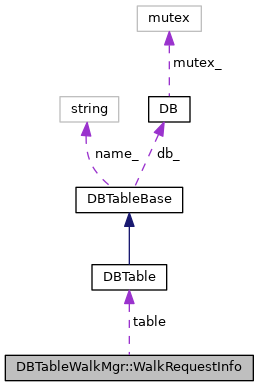 mutex
mutex_
string
DB
name_
db_
DBTableBase
DBTable
table
DBTableWalkMgr::WalkRequestInfo